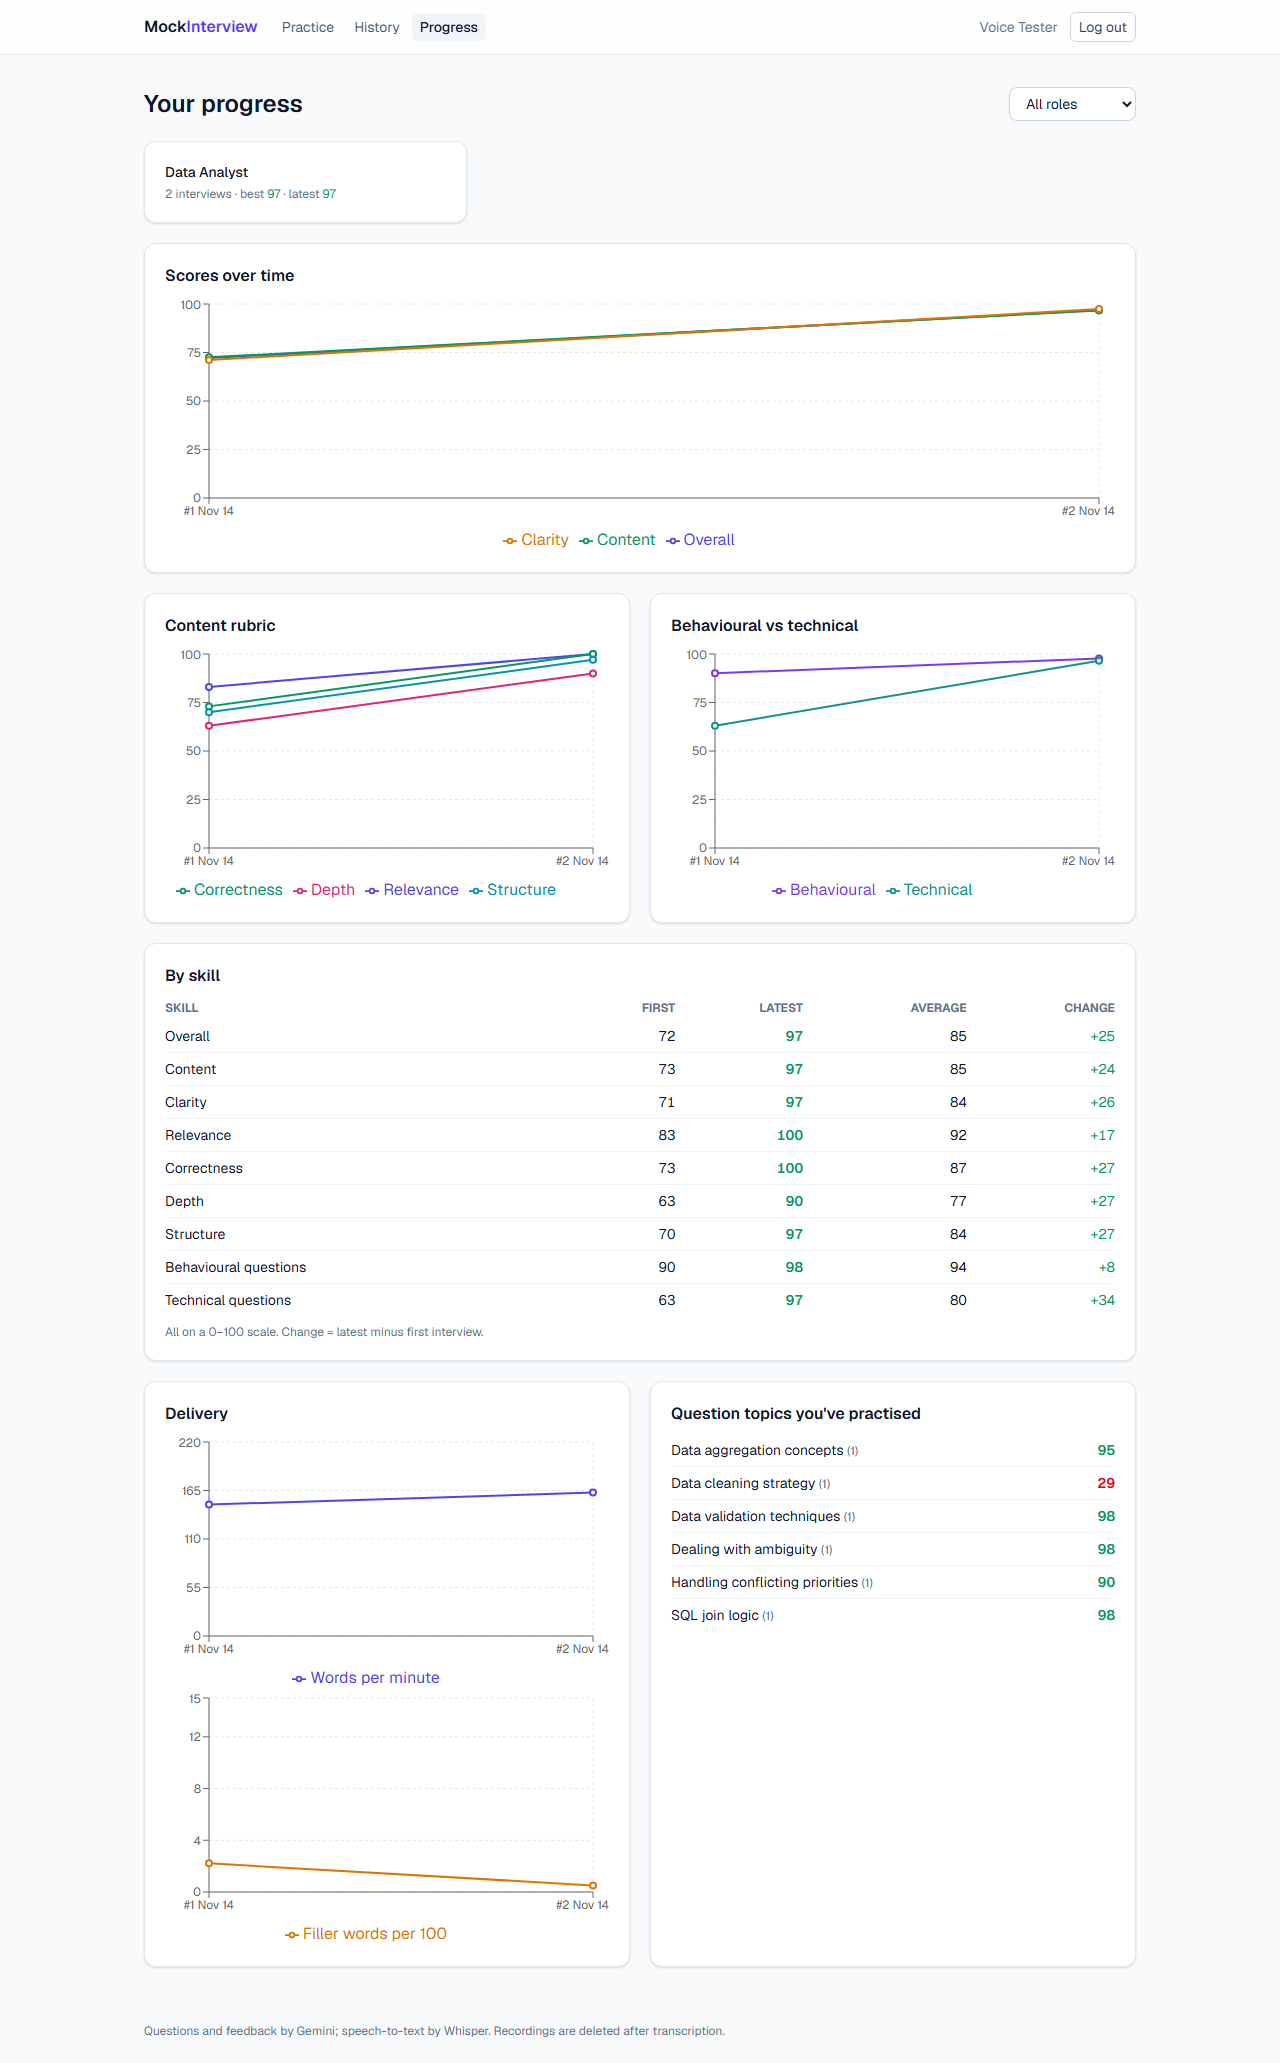 MockInterview Practice History Progress Voice Tester Log out
Your progress All roles
Data Analyst
2 interviews · best 97 · latest 97
Scores over time
100
75
50
25
0
#1 Nov 14 #2 Nov 14
Clarity Content Overall
Content rubric
100
75
50
25
0
#1 Nov 14 #2 Nov 14
Correctness Depth Relevance Structure
Behavioural vs technical
100
75
50
25
0
#1 Nov 14 #2 Nov 14
Behavioural Technical
By skill
SKILL FIRST LATEST AVERAGE CHANGE
Overall 72 97 85 +25
Content 73 97 85 +24
Clarity 71 97 84 +26
Relevance 83 100 92 +17
Correctness 73 100 87 +27
Depth 63 90 77 +27
Structure 70 97 84 +27
Behavioural questions 90 98 94 +8
Technical questions 63 97 80 +34
All on a 0–100 scale. Change = latest minus first interview.
Delivery
220
165
110
55
0
#1 Nov 14 #2 Nov 14
Words per minute
15
12
8
4
0
#1 Nov 14 #2 Nov 14
Filler words per 100
Question topics you've practised
Data aggregation concepts (1) 95
Data cleaning strategy (1) 29
Data validation techniques (1) 98
Dealing with ambiguity (1) 98
Handling conflicting priorities (1) 90
SQL join logic (1) 98
Questions and feedback by Gemini; speech-to-text by Whisper. Recordings are deleted after transcription.